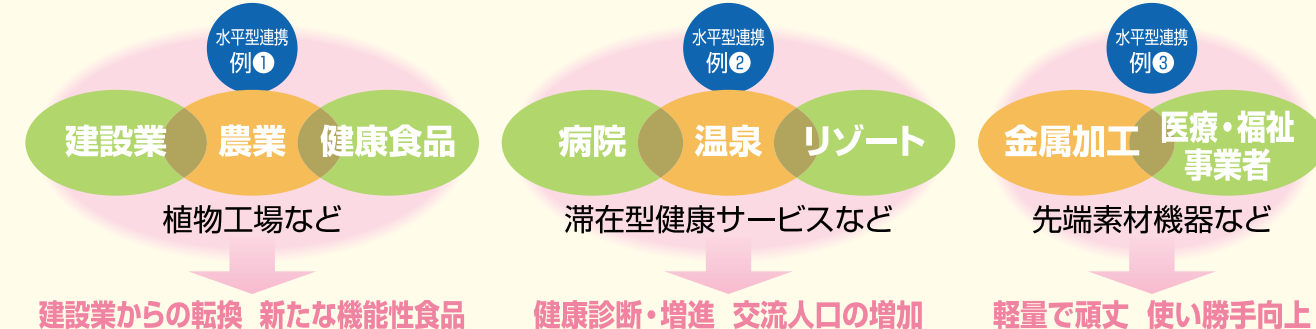 水平型連携
例❶
建設業
農業
健康食品
植物工場など
建設業からの転換 新たな機能性食品
水平型連携
例❷
病院
温泉
リゾート
滞在型健康サービスなど
健康診断・増進 交流人口の増加
水平型連携
例❸
金属加工
医療・福祉
事業者
先端素材機器など
軽量で頑丈 使い勝手向上